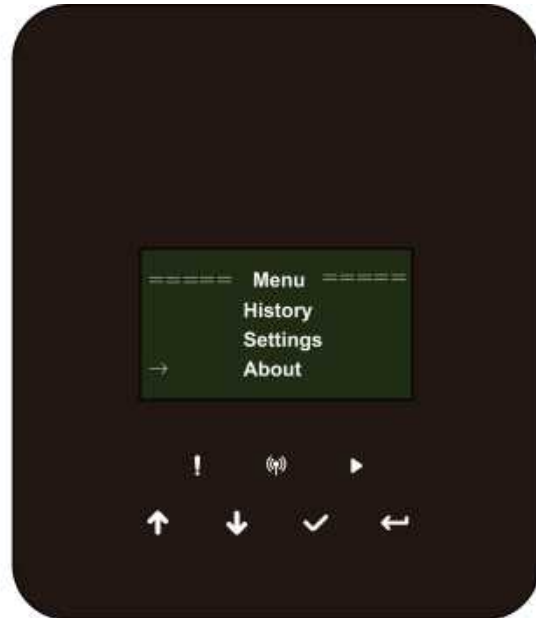 ===== Menu =====
History
Settings
→ About
!